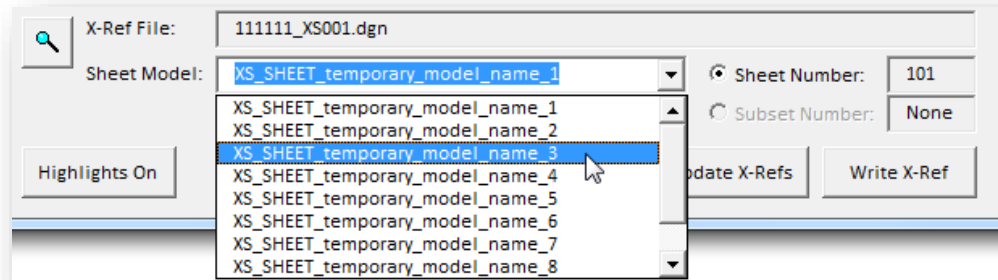 X-Ref File: 111111_XS001.dgn
Sheet Model: XS_SHEET_temporary_model_name_1 Sheet Number: 101
XS_SHEET_temporary_model_name_1
XS_SHEET_temporary_model_name_2 Subset Number: None
XS_SHEET_temporary_model_name_3
Highlights On XS_SHEET_temporary_model_name_4 date X-Refs Write X-Ref
XS_SHEET_temporary_model_name_5
XS_SHEET_temporary_model_name_6
XS_SHEET_temporary_model_name_7
XS_SHEET_temporary_model_name_8